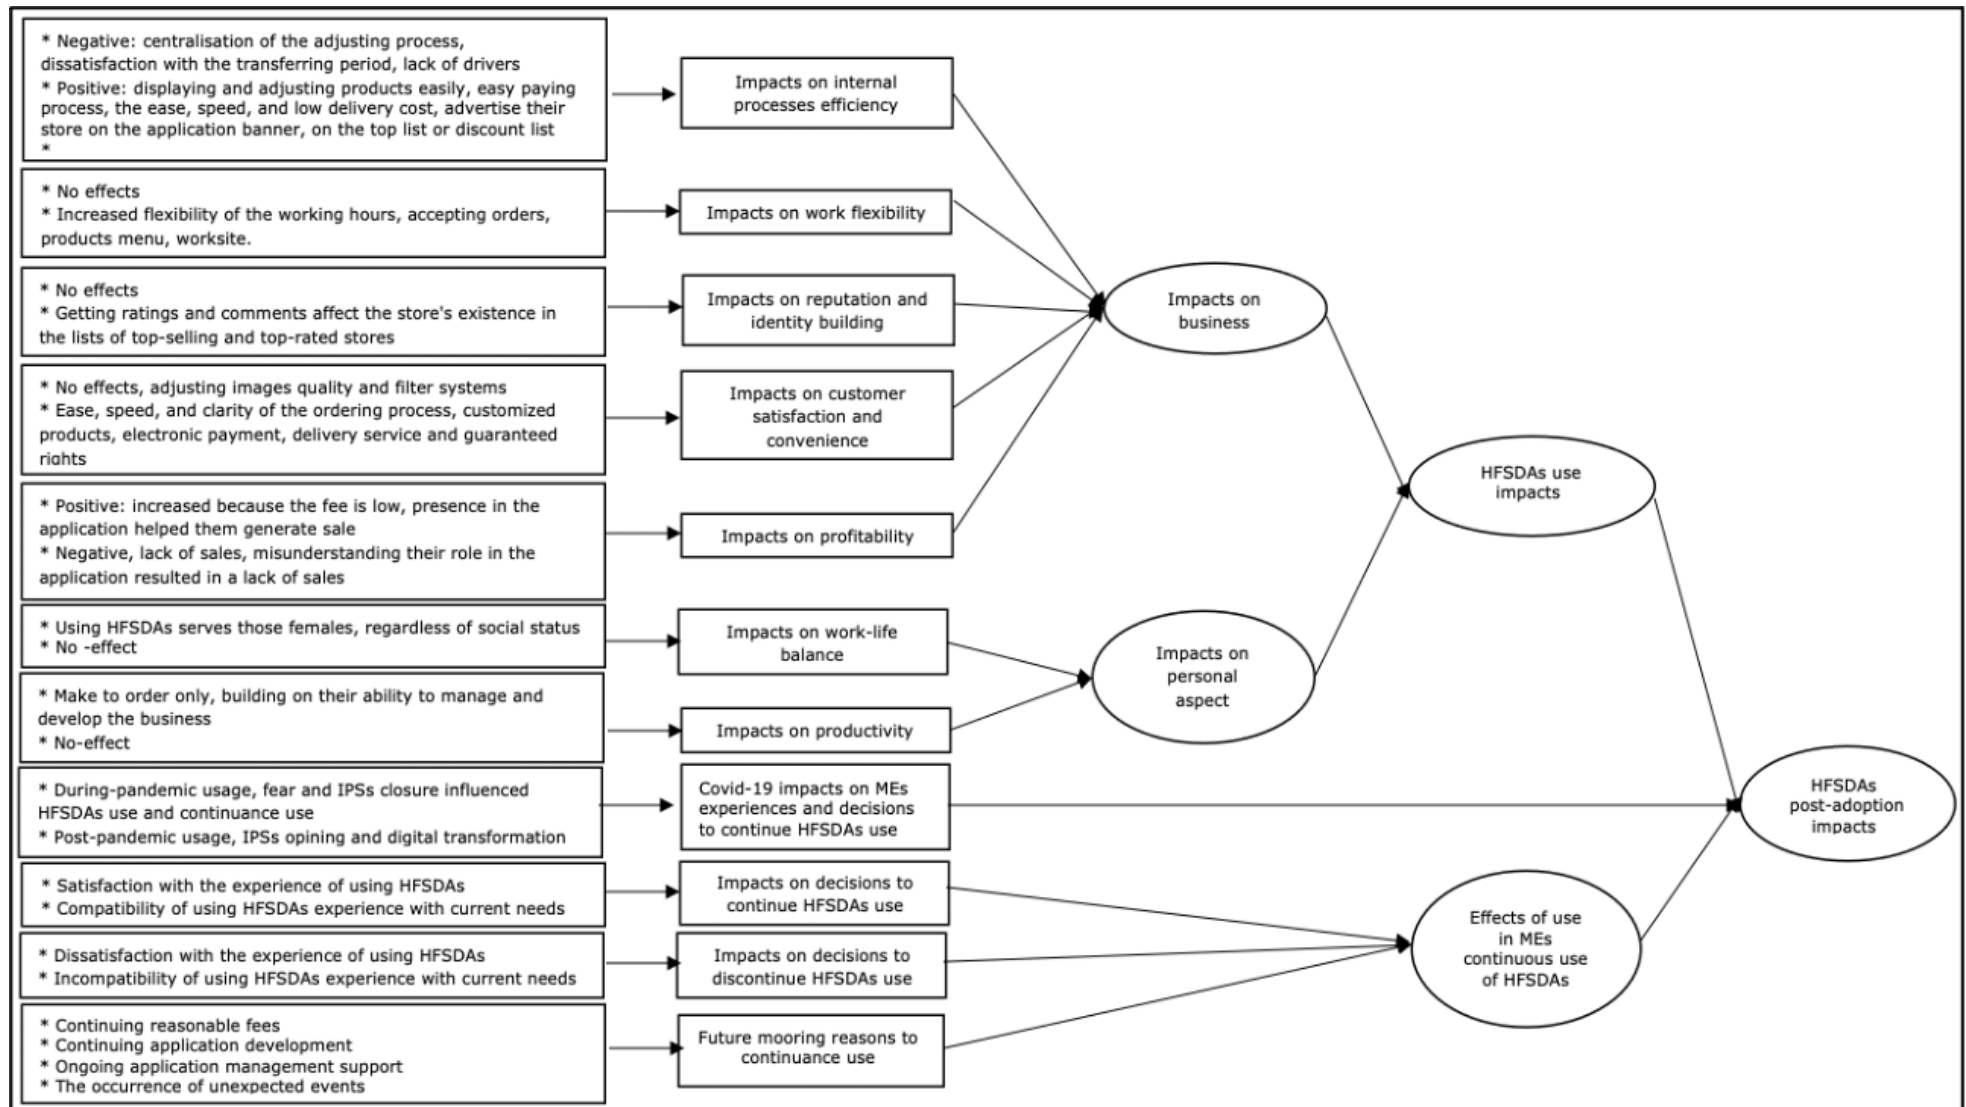 * Negative: centralisation of the adjusting process,
dissatisfaction with the transferring period, lack of drivers
* Positive: displaying and adjusting products easily, easy paying
process, the ease, speed, and low delivery cost, advertise their
store on the application banner, on the top list or discount list
*
Impacts on internal
processes efficiency
* No effects
* Increased flexibility of the working hours, accepting orders,
products menu, worksite.
Impacts on work flexibility
* No effects
* Getting ratings and comments affect the store's existence in
the lists of top-selling and top-rated stores
Impacts on reputation and
identity building
* No effects, adjusting images quality and filter systems
* Ease, speed, and clarity of the ordering process, customized
products, electronic payment, delivery service and guaranteed
rights
Impacts on customer
satisfaction and
convenience
* Positive: increased because the fee is low, presence in the
application helped them generate sale
* Negative, lack of sales, misunderstanding their role in the
application resulted in a lack of sales
Impacts on profitability
Impacts on
business
* Using HFSDAs serves those females, regardless of social status
* No -effect
Impacts on work-life
balance
* Make to order only, building on their ability to manage and
develop the business
* No-effect
Impacts on productivity
Impacts on
personal
aspect
HFSDAs use
impacts
* During-pandemic usage, fear and IPSs closure influenced
HFSDAs use and continuance use
* Post-pandemic usage, IPSs opining and digital transformation
Covid-19 impacts on MEs
experiences and decisions
to continue HFSDAs use
* Satisfaction with the experience of using HFSDAs
* Compatibility of using HFSDAs experience with current needs
Impacts on decisions to
continue HFSDAs use
* Dissatisfaction with the experience of using HFSDAs
* Incompatibility of using HFSDAs experience with current needs
Impacts on decisions to
discontinue HFSDAs use
* Continuing reasonable fees
* Continuing application development
* Ongoing application management support
* The occurrence of unexpected events
Future mooring reasons to
continuance use
Effects of use
in MEs
continuous use
of HFSDAs
HFSDAs
post-adoption
impacts